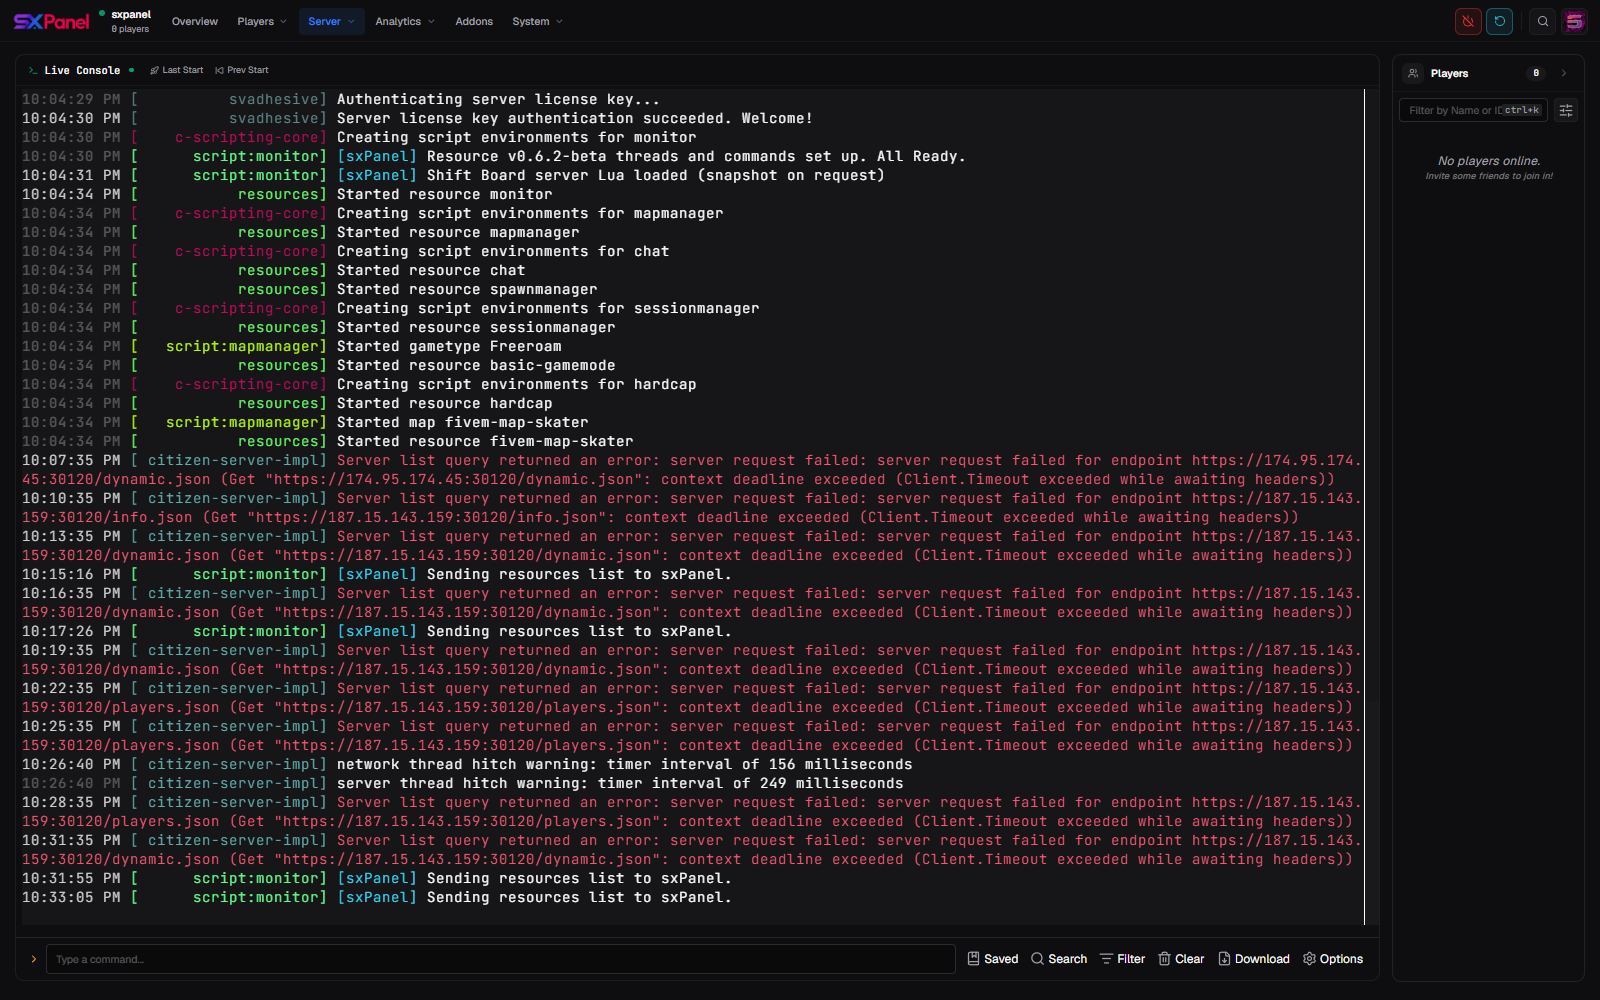 SXPanel
sxpanel
0 players
Overview
Players
Server
Analytics
Addons
System
Live Console
Last Start
Prev Start
10:04:29 PM [ svadhesive] Authenticating server license key...
10:04:30 PM [ svadhesive] Server license key authentication succeeded. Welcome!
10:04:30 PM [ c-scripting-core] Creating script environments for monitor
10:04:30 PM [ script:monitor] [sxPanel] Resource v0.6.2-beta threads and commands set up. All Ready.
10:04:31 PM [ script:monitor] [sxPanel] Shift Board server Lua loaded (snapshot on request)
10:04:34 PM [ resources] Started resource monitor
10:04:34 PM [ c-scripting-core] Creating script environments for mapmanager
10:04:34 PM [ resources] Started resource mapmanager
10:04:34 PM [ c-scripting-core] Creating script environments for chat
10:04:34 PM [ resources] Started resource chat
10:04:34 PM [ resources] Started resource spawnmanager
10:04:34 PM [ c-scripting-core] Creating script environments for sessionmanager
10:04:34 PM [ resources] Started resource sessionmanager
10:04:34 PM [ script:mapmanager] Started gametype Freeroam
10:04:34 PM [ resources] Started resource basic-gamemode
10:04:34 PM [ c-scripting-core] Creating script environments for hardcap
10:04:34 PM [ resources] Started resource hardcap
10:04:34 PM [ script:mapmanager] Started map fivem-map-skater
10:04:34 PM [ resources] Started resource fivem-map-skater
10:07:35 PM [ citizen-server-impl] Server list query returned an error: server request failed: server request failed for endpoint https://174.95.174.
45:30120/dynamic.json (Get "https://174.95.174.45:30120/dynamic.json": context deadline exceeded (Client.Timeout exceeded while awaiting headers))
10:10:35 PM [ citizen-server-impl] Server list query returned an error: server request failed: server request failed for endpoint https://187.15.143.
159:30120/info.json (Get "https://187.15.143.159:30120/info.json": context deadline exceeded (Client.Timeout exceeded while awaiting headers))
10:13:35 PM [ citizen-server-impl] Server list query returned an error: server request failed: server request failed for endpoint https://187.15.143.
159:30120/dynamic.json (Get "https://187.15.143.159:30120/dynamic.json": context deadline exceeded (Client.Timeout exceeded while awaiting headers))
10:15:16 PM [ script:monitor] [sxPanel] Sending resources list to sxPanel.
10:16:35 PM [ citizen-server-impl] Server list query returned an error: server request failed: server request failed for endpoint https://187.15.143.
159:30120/dynamic.json (Get "https://187.15.143.159:30120/dynamic.json": context deadline exceeded (Client.Timeout exceeded while awaiting headers))
10:17:26 PM [ script:monitor] [sxPanel] Sending resources list to sxPanel.
10:19:35 PM [ citizen-server-impl] Server list query returned an error: server request failed: server request failed for endpoint https://187.15.143.
159:30120/dynamic.json (Get "https://187.15.143.159:30120/dynamic.json": context deadline exceeded (Client.Timeout exceeded while awaiting headers))
10:22:35 PM [ citizen-server-impl] Server list query returned an error: server request failed: server request failed for endpoint https://187.15.143.
159:30120/players.json (Get "https://187.15.143.159:30120/players.json": context deadline exceeded (Client.Timeout exceeded while awaiting headers))
10:25:35 PM [ citizen-server-impl] Server list query returned an error: server request failed: server request failed for endpoint https://187.15.143.
159:30120/players.json (Get "https://187.15.143.159:30120/players.json": context deadline exceeded (Client.Timeout exceeded while awaiting headers))
10:26:40 PM [ citizen-server-impl] network thread hitch warning: timer interval of 156 milliseconds
10:26:40 PM [ citizen-server-impl] server thread hitch warning: timer interval of 249 milliseconds
10:28:35 PM [ citizen-server-impl] Server list query returned an error: server request failed: server request failed for endpoint https://187.15.143.
159:30120/players.json (Get "https://187.15.143.159:30120/players.json": context deadline exceeded (Client.Timeout exceeded while awaiting headers))
10:31:35 PM [ citizen-server-impl] Server list query returned an error: server request failed: server request failed for endpoint https://187.15.143.
159:30120/dynamic.json (Get "https://187.15.143.159:30120/dynamic.json": context deadline exceeded (Client.Timeout exceeded while awaiting headers))
10:31:55 PM [ script:monitor] [sxPanel] Sending resources list to sxPanel.
10:33:05 PM [ script:monitor] [sxPanel] Sending resources list to sxPanel.
Type a command...
Saved
Search
Filter
Clear
Download
Options
Players
0
Filter by Name or ID
ctrl+k
No players online.
Invite some friends to join in!